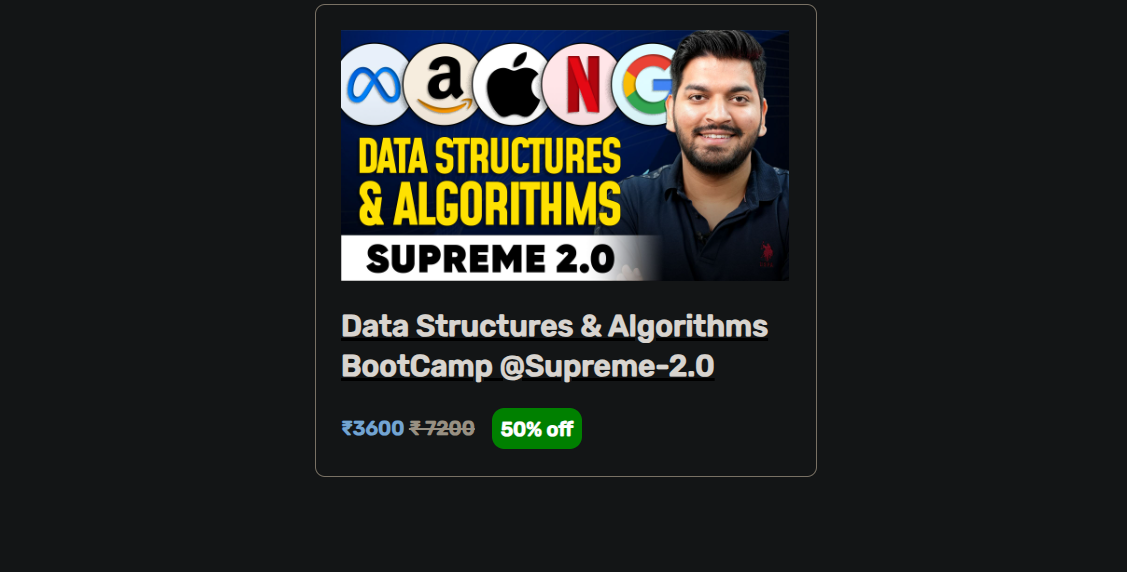 DATA STRUCTURES
& ALGORITHMS
SUPREME 2.0
Data Structures & Algorithms
BootCamp @Supreme-2.0
₹3600 ₹7200 50% off